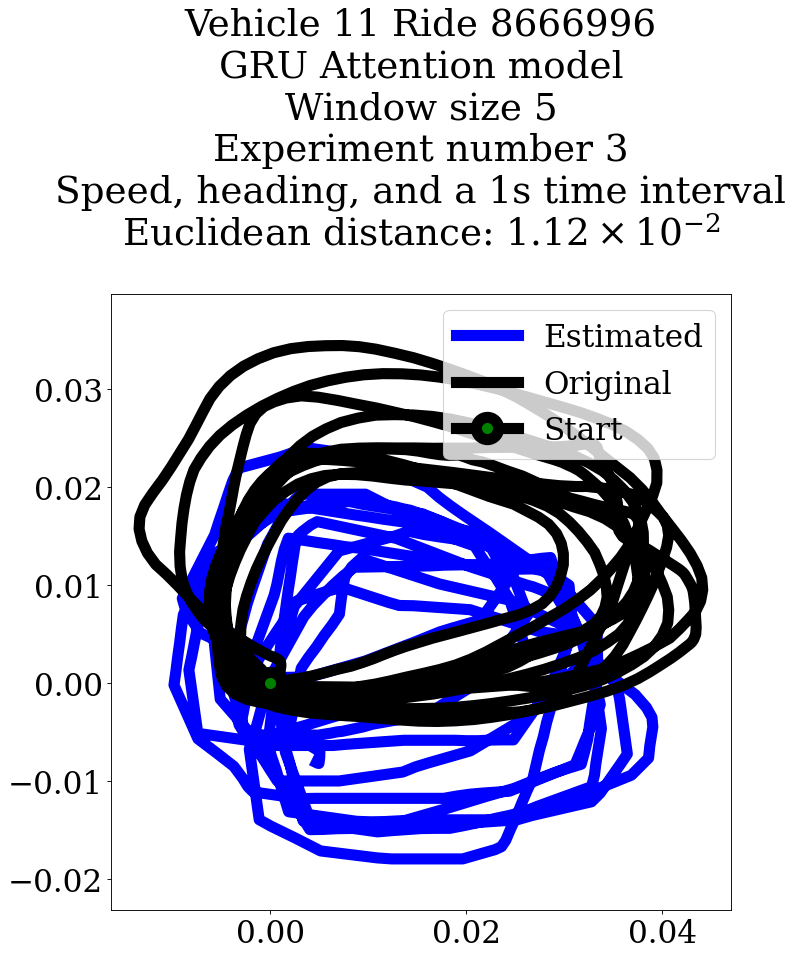 Vehicle 11 Ride 8666996
GRU Attention model
Window size 5
Experiment number 3
Speed, heading, and a 1s time interval
Euclidean distance: 1.12 × 10⁻²
Estimated
Original
Start
0.03
0.02
0.01
0.00
−0.01
−0.02
0.00 0.02 0.04